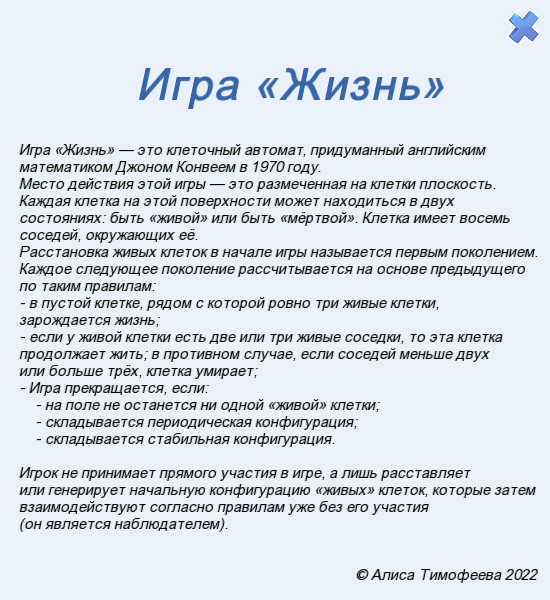 Игра «Жизнь»
Игра «Жизнь» — это клеточный автомат, придуманный английским
математиком Джоном Конвеем в 1970 году.
Место действия этой игры — это размеченная на клетки плоскость.
Каждая клетка на этой поверхности может находиться в двух
состояниях: быть «живой» или быть «мёртвой». Клетка имеет восемь
соседей, окружающих её.
Расстановка живых клеток в начале игры называется первым поколением.
Каждое следующее поколение рассчитывается на основе предыдущего
по таким правилам:
- в пустой клетке, рядом с которой ровно три живые клетки,
зарождается жизнь;
- если у живой клетки есть две или три живые соседки, то эта клетка
продолжает жить; в противном случае, если соседей меньше двух
или больше трёх, клетка умирает;
- Игра прекращается, если:
- на поле не останется ни одной «живой» клетки;
- складывается периодическая конфигурация;
- складывается стабильная конфигурация.
Игрок не принимает прямого участия в игре, а лишь расставляет
или генерирует начальную конфигурацию «живых» клеток, которые затем
взаимодействуют согласно правилам уже без его участия
(он является наблюдателем).
© Алиса Тимофеева 2022